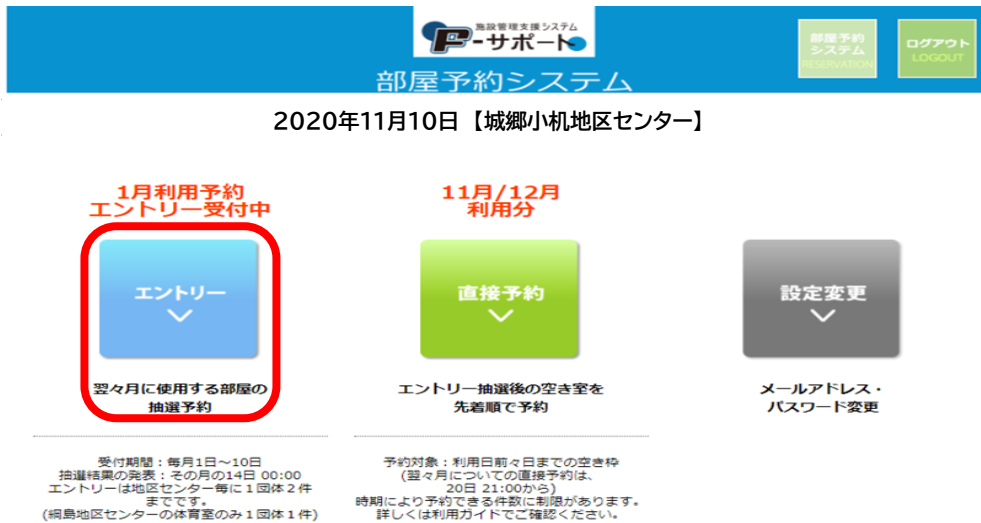 施設管理支援システム
F-サポート
部屋予約システム
部屋予約
システム
RESERVATION
ログアウト
LOGOUT
2020年11月10日【城郷小机地区センター】
1月利用予約
エントリー受付中
エントリー
翌々月に使用する部屋の
抽選予約
受付期間：毎月1日～10日
抽選結果の発表：その月の14日 00:00
エントリーは地区センター毎に１団体２件
までです。
(綱島地区センターの体育室のみ１団体１件)
11月/12月
利用分
直接予約
エントリー抽選後の空き室を
先着順で予約
予約対象：利用日前々日までの空き枠
(翌々月についての直接予約は、
20日 21:00から)
時期により予約できる件数に制限があります。
詳しくは利用ガイドでご確認ください。
設定変更
メールアドレス・
パスワード変更